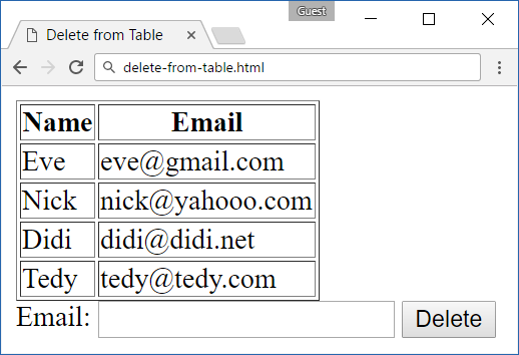 Guest
Delete from Table
delete-from-table.html
Name Email
Eve eve@gmail.com
Nick nick@yahooo.com
Didi didi@didi.net
Tedy tedy@tedy.com
Email: Delete